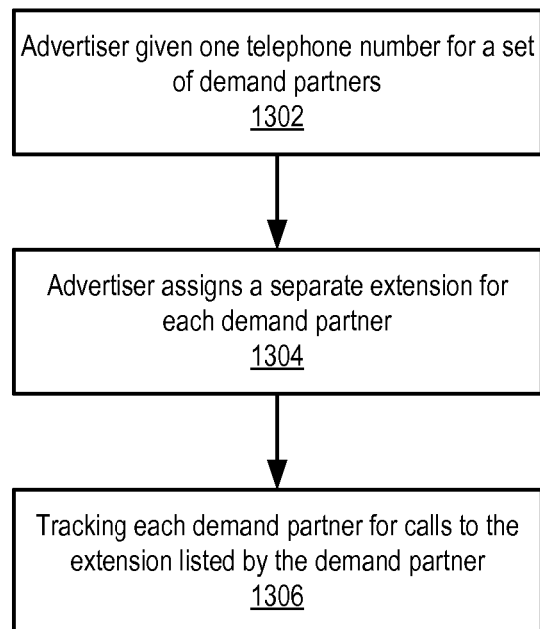 Advertiser given one telephone number for a set
of demand partners
1302
Advertiser assigns a separate extension for
each demand partner
1304
Tracking each demand partner for calls to the
extension listed by the demand partner
1306